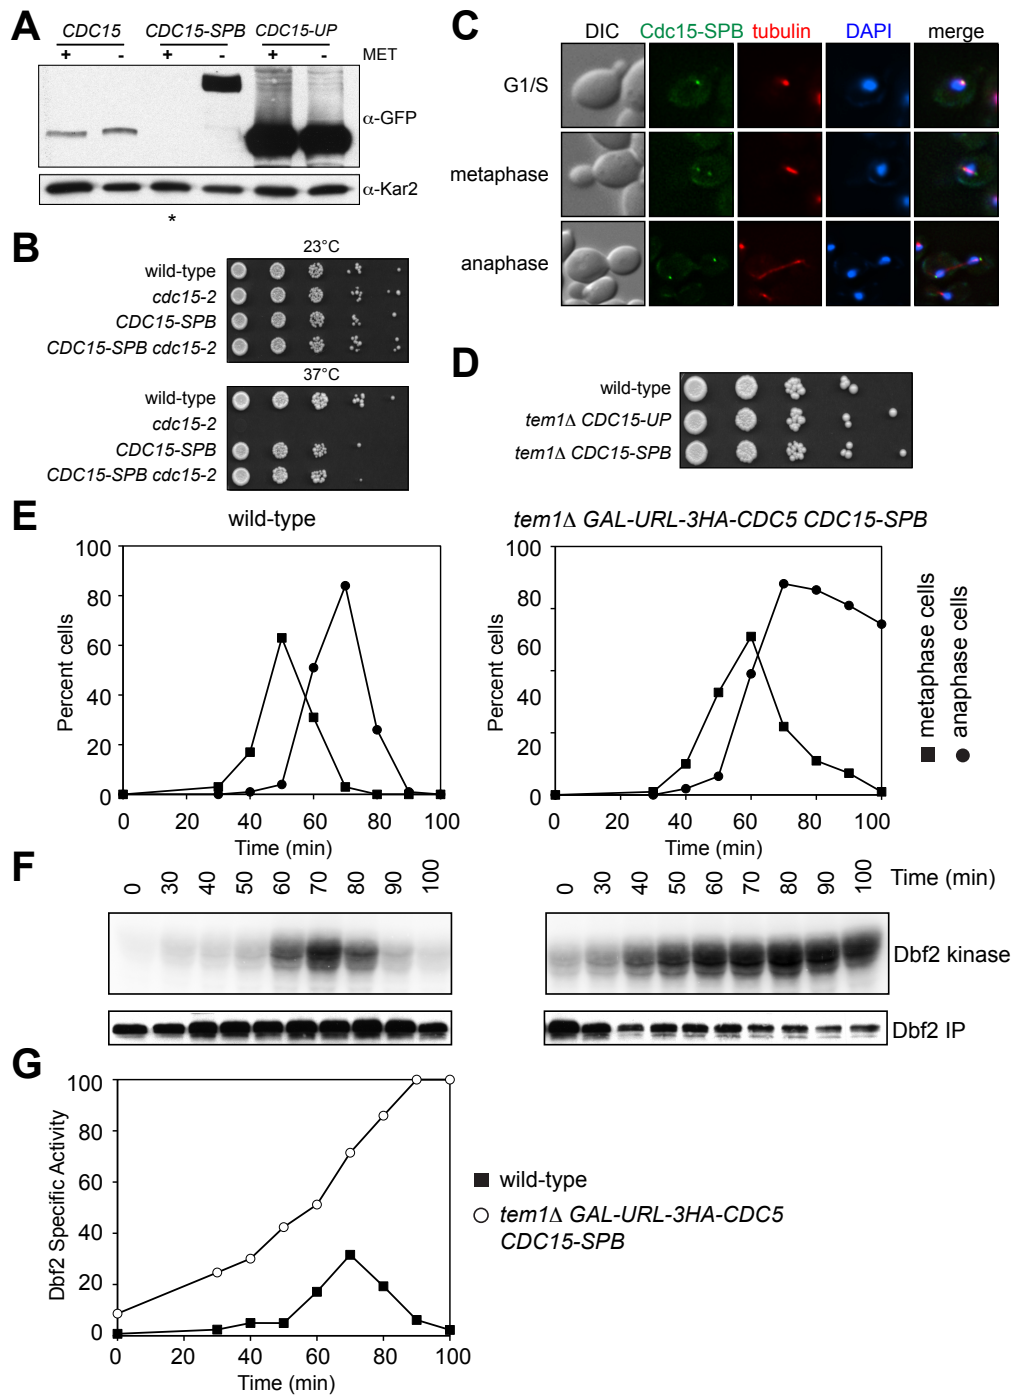 A
CDC15 CDC15-SPB CDC15-UP
+ - + - + - MET
α-GFP
α-Kar2
*
B
23°C
wild-type
cdc15-2
CDC15-SPB
CDC15-SPB cdc15-2
37°C
wild-type
cdc15-2
CDC15-SPB
CDC15-SPB cdc15-2
C
DIC Cdc15-SPB tubulin DAPI merge
G1/S
metaphase
anaphase
D
wild-type
tem1Δ CDC15-UP
tem1Δ CDC15-SPB
E
wild-type
Percent cells
100
80
60
40
20
0
0 20 40 60 80 100
Time (min)
tem1Δ GAL-URL-3HA-CDC5 CDC15-SPB
Percent cells
100
80
60
40
20
0
0 20 40 60 80 100
Time (min)
metaphase cells
anaphase cells
F
0 30 40 50 60 70 80 90 100
0 30 40 50 60 70 80 90 100 Time (min)
Dbf2 kinase
Dbf2 IP
G
Dbf2 Specific Activity
100
80
60
40
20
0
0 20 40 60 80 100
Time (min)
wild-type
tem1Δ GAL-URL-3HA-CDC5
CDC15-SPB